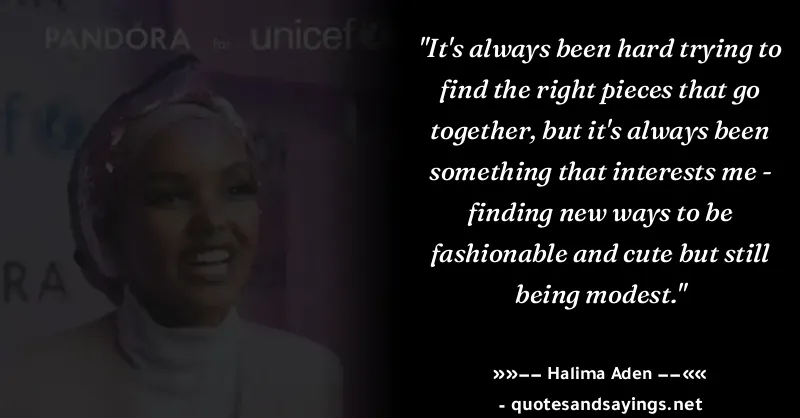 PANDÓRA for unicef
RA
"It's always been hard trying to
find the right pieces that go
together, but it's always been
something that interests me -
finding new ways to be
fashionable and cute but still
being modest."
»»–– Halima Aden ––««
- quotesandsayings.net